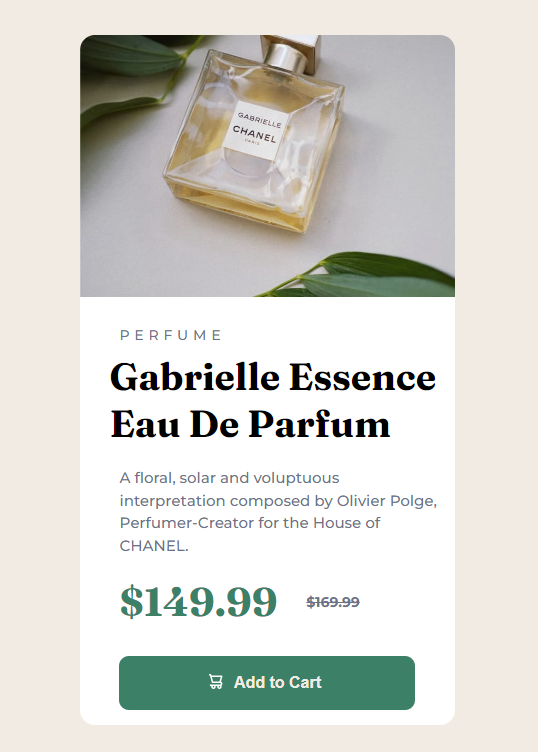 GABRIELLE
CHANEL
PARIS
PERFUME
Gabrielle Essence
Eau De Parfum
A floral, solar and voluptuous
interpretation composed by Olivier Polge,
Perfumer-Creator for the House of
CHANEL.
$149.99 $169.99
Add to Cart